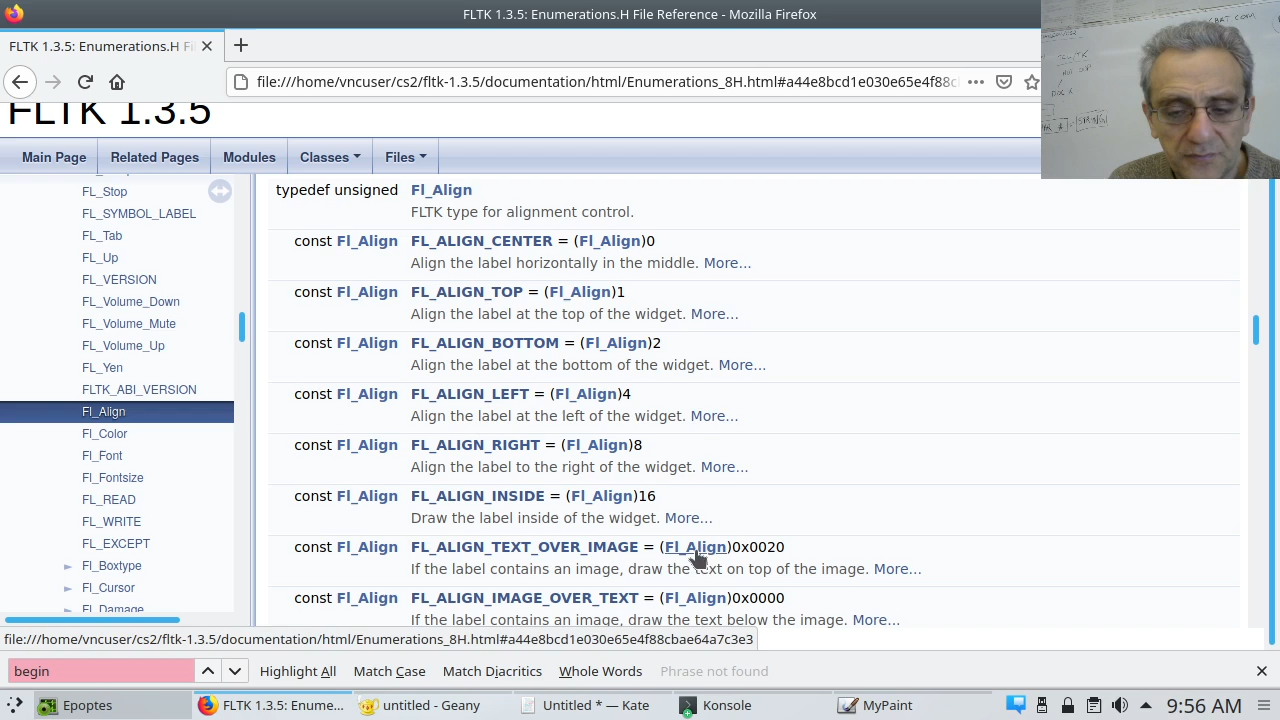 FLTK 1.3.5: Enumerations.H File Reference - Mozilla Firefox
FLTK 1.3.5: Enumerations.H Fi
file:///home/vncuser/cs2/fltk-1.3.5/documentation/html/Enumerations_8H.html#a44e8bcd1e030e65e4f88c
FLTK 1.3.5
Main Page Related Pages Modules Classes Files
FL_Stop
FL_SYMBOL_LABEL
FL_Tab
FL_Up
FL_VERSION
FL_Volume_Down
FL_Volume_Mute
FL_Volume_Up
FL_Yen
FLTK_ABI_VERSION
Fl_Align
Fl_Color
Fl_Font
Fl_Fontsize
FL_READ
FL_WRITE
FL_EXCEPT
Fl_Boxtype
Fl_Cursor
Fl_Damage
typedef unsigned Fl_Align
FLTK type for alignment control.
const Fl_Align FL_ALIGN_CENTER = (Fl_Align)0
Align the label horizontally in the middle. More...
const Fl_Align FL_ALIGN_TOP = (Fl_Align)1
Align the label at the top of the widget. More...
const Fl_Align FL_ALIGN_BOTTOM = (Fl_Align)2
Align the label at the bottom of the widget. More...
const Fl_Align FL_ALIGN_LEFT = (Fl_Align)4
Align the label at the left of the widget. More...
const Fl_Align FL_ALIGN_RIGHT = (Fl_Align)8
Align the label to the right of the widget. More...
const Fl_Align FL_ALIGN_INSIDE = (Fl_Align)16
Draw the label inside of the widget. More...
const Fl_Align FL_ALIGN_TEXT_OVER_IMAGE = (Fl_Align)0x0020
If the label contains an image, draw the text on top of the image. More...
const Fl_Align FL_ALIGN_IMAGE_OVER_TEXT = (Fl_Align)0x0000
If the label contains an image, draw the text below the image. More...
file:///home/vncuser/cs2/fltk-1.3.5/documentation/html/Enumerations_8H.html#a44e8bcd1e030e65e4f88cbae64a7c3e3
begin Highlight All Match Case Match Diacritics Whole Words Phrase not found
Epoptes FLTK 1.3.5: Enume... untitled - Geany Untitled * — Kate Konsole MyPaint 9:56 AM